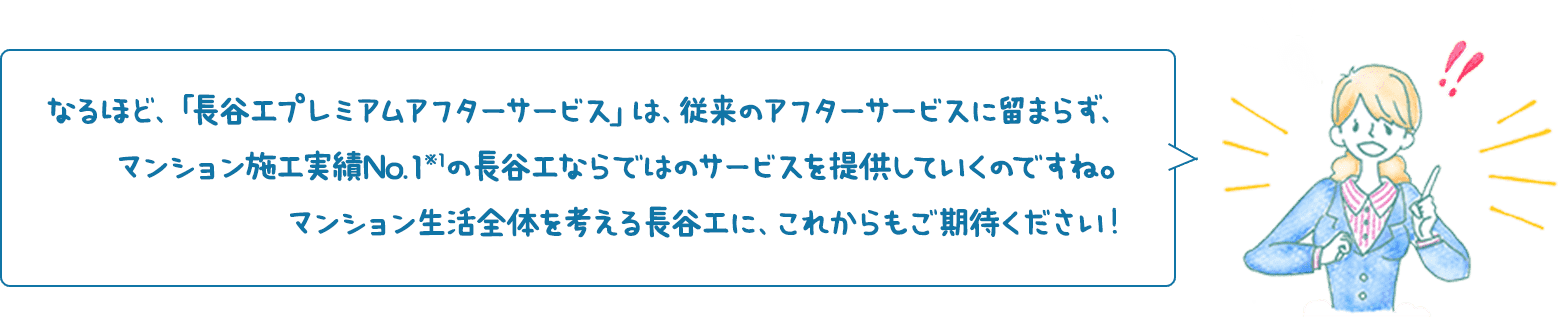 なるほど、「長谷工プレミアムアフターサービス」は、従来のアフターサービスに留まらず、
マンション施工実績No.1※1の長谷工ならではのサービスを提供していくのですね。
マンション生活全体を考える長谷工に、これからもご期待ください！
!!